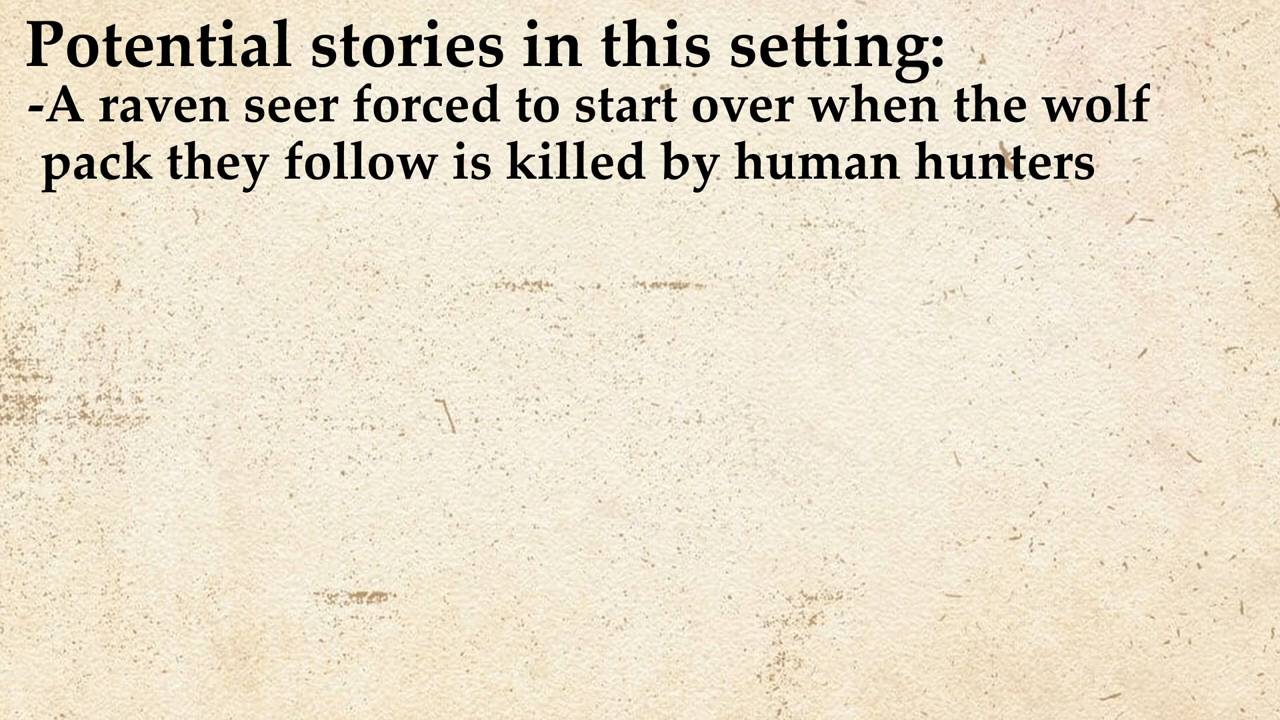 Potential stories in this setting:
-A raven seer forced to start over when the wolf
pack they follow is killed by human hunters